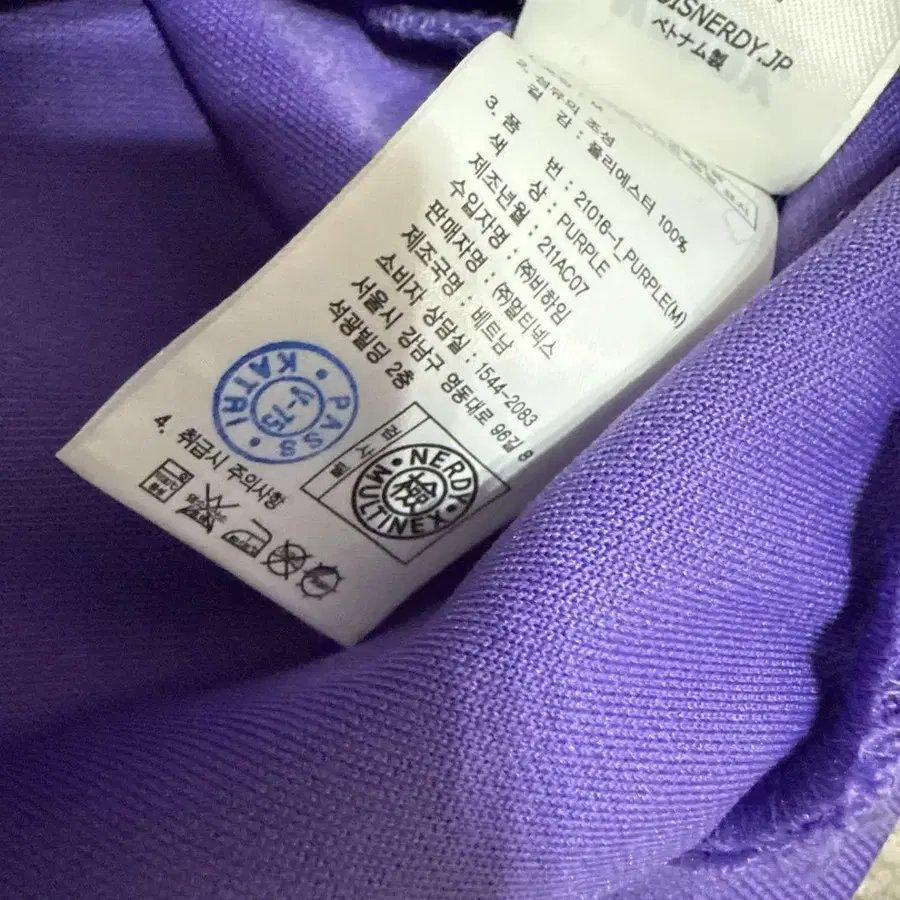 ISNERDY.JP
ベトナム製
섬유의 조성
겉 감 : 폴리에스터 100%
3. 품 번 : 21016-1_PURPLE(M)
색 상 : PURPLE
제조년월 : 211AC07
수입자명 : ㈜비하임
판매자명 : ㈜멀티넥스
제조국명 : 베트남
소비자 상담실 : 1544-2083
서울시 강남구 영동대로 96길 8
석광빌딩 2층
KATRI
PASS
검사필
NERDY
檢
MULTINEX
4. 취급시 주의사항